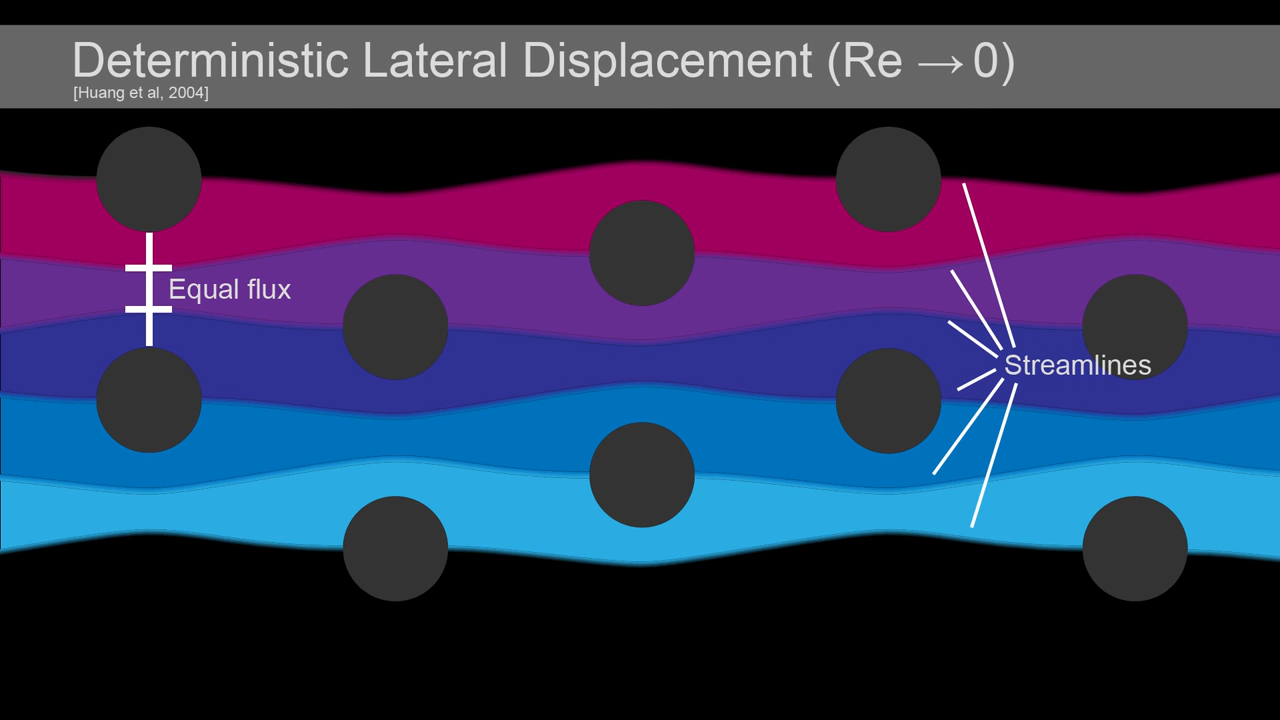 Deterministic Lateral Displacement (Re → 0)
[Huang et al, 2004]
Equal flux
Streamlines